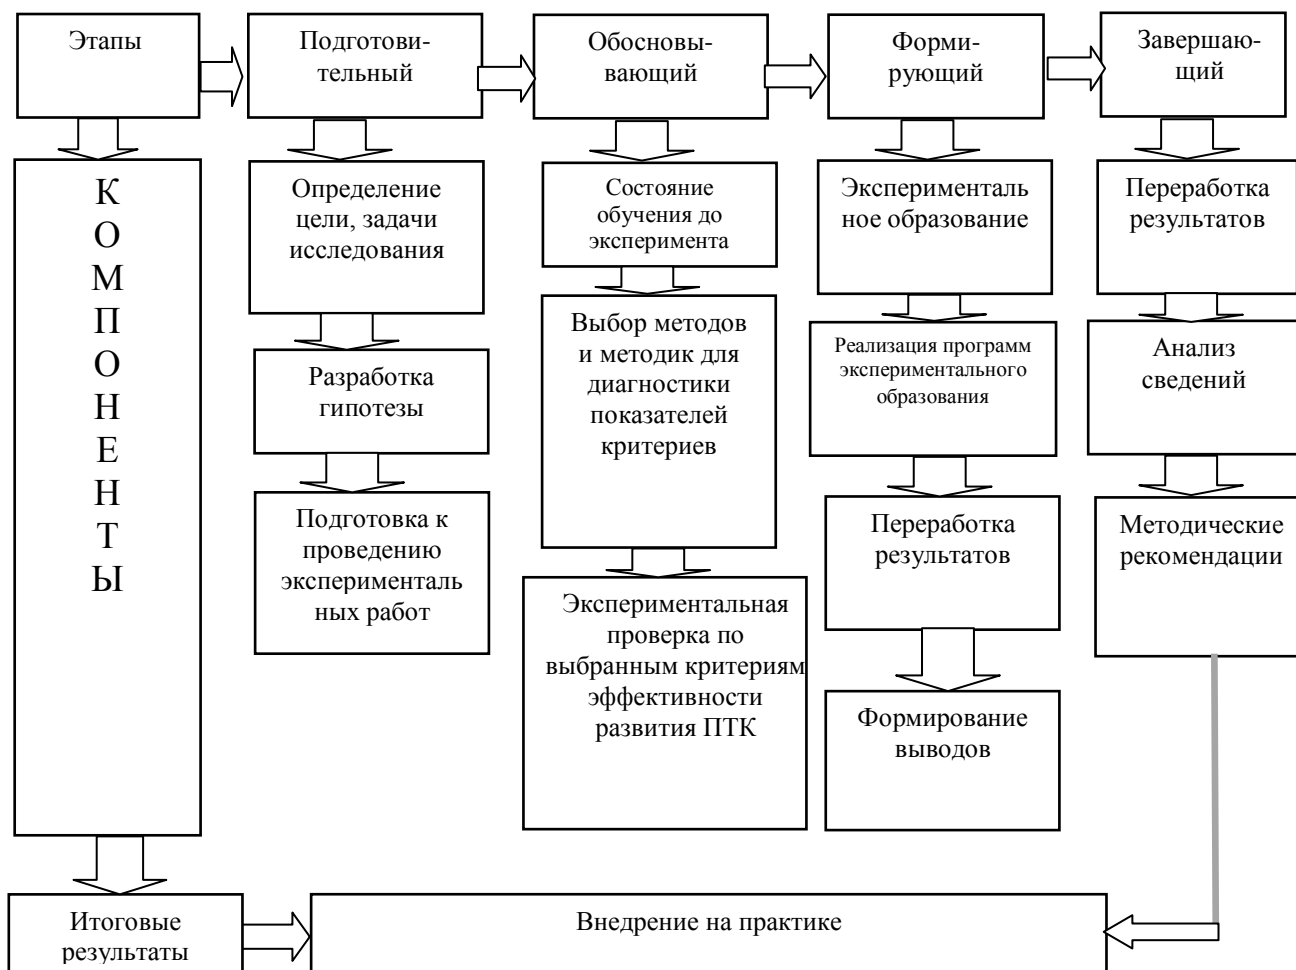 Этапы
Подготови-
тельный
Обосновы-
вающий
Форми-
рующий
Завершаю-
щий
К
О
М
П
О
Н
Е
Н
Т
Ы
Определение
цели, задачи
исследования
Разработка
гипотезы
Подготовка к
проведению
эксперименталь
ных работ
Состояние
обучения до
эксперимента
Выбор методов
и методик для
диагностики
показателей
критериев
Экспериментальная
проверка по
выбранным критериям
эффективности
развития ПТК
Эксперименталь
ное образование
Реализация программ
экспериментального
образования
Переработка
результатов
Формирование
выводов
Переработка
результатов
Анализ
сведений
Методические
рекомендации
Итоговые
результаты
Внедрение на практике